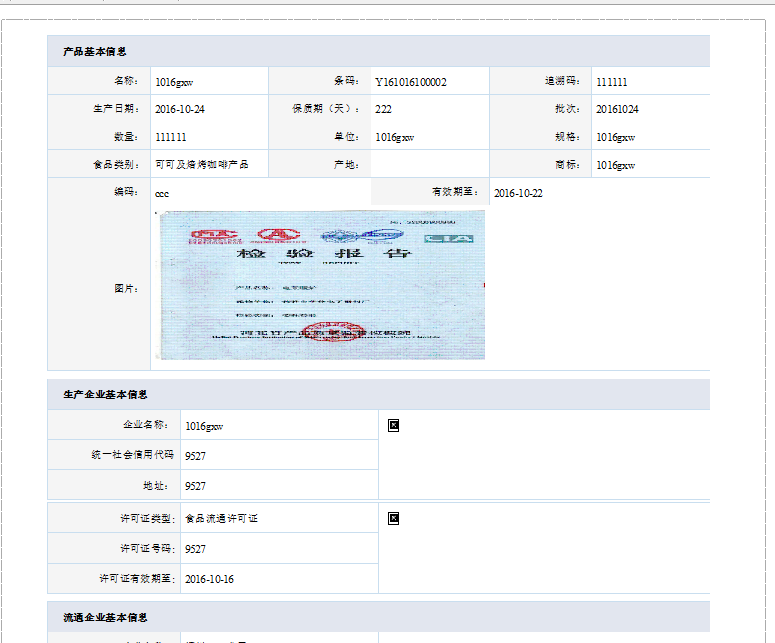 产品基本信息
名称： 1016gxw 条码： Y161016100002 追溯码： 111111
生产日期： 2016-10-24 保质期（天）： 222 批次： 20161024
数量： 111111 单位： 1016gxw 规格： 1016gxw
食品类别： 可可及焙烤咖啡产品 产地： 商标： 1016gxw
编码： ccc 有效期至： 2016-10-22
图片：
检 验 报 告
生产企业基本信息
企业名称： 1016gxw
统一社会信用代码 9527
地址： 9527
许可证类型： 食品流通许可证
许可证号码： 9527
许可证有效期至： 2016-10-16
流通企业基本信息